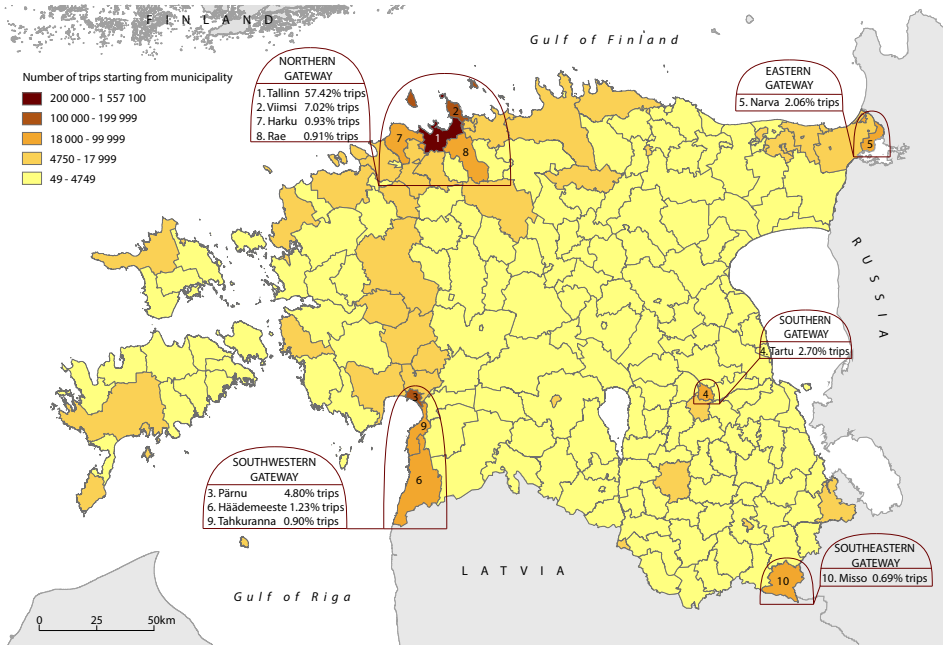 FINLAND
Gulf of Finland
Number of trips starting from municipality
200 000 - 1 557 100
100 000 - 199 999
18 000 - 99 999
4750 - 17 999
49 - 4749
NORTHERN
GATEWAY
1. Tallinn 57.42% trips
2. Viimsi 7.02% trips
7. Harku 0.93% trips
8. Rae 0.91% trips
EASTERN
GATEWAY
5. Narva 2.06% trips
2
7
1
8
5
RUSSIA
SOUTHERN
GATEWAY
4. Tartu 2.70% trips
4
3
9
6
SOUTHWESTERN
GATEWAY
3. Pärnu 4.80% trips
6. Häädemeeste 1.23% trips
9. Tahkuranna 0.90% trips
SOUTHEASTERN
GATEWAY
10. Misso 0.69% trips
10
LATVIA
Gulf of Riga
0 25 50km